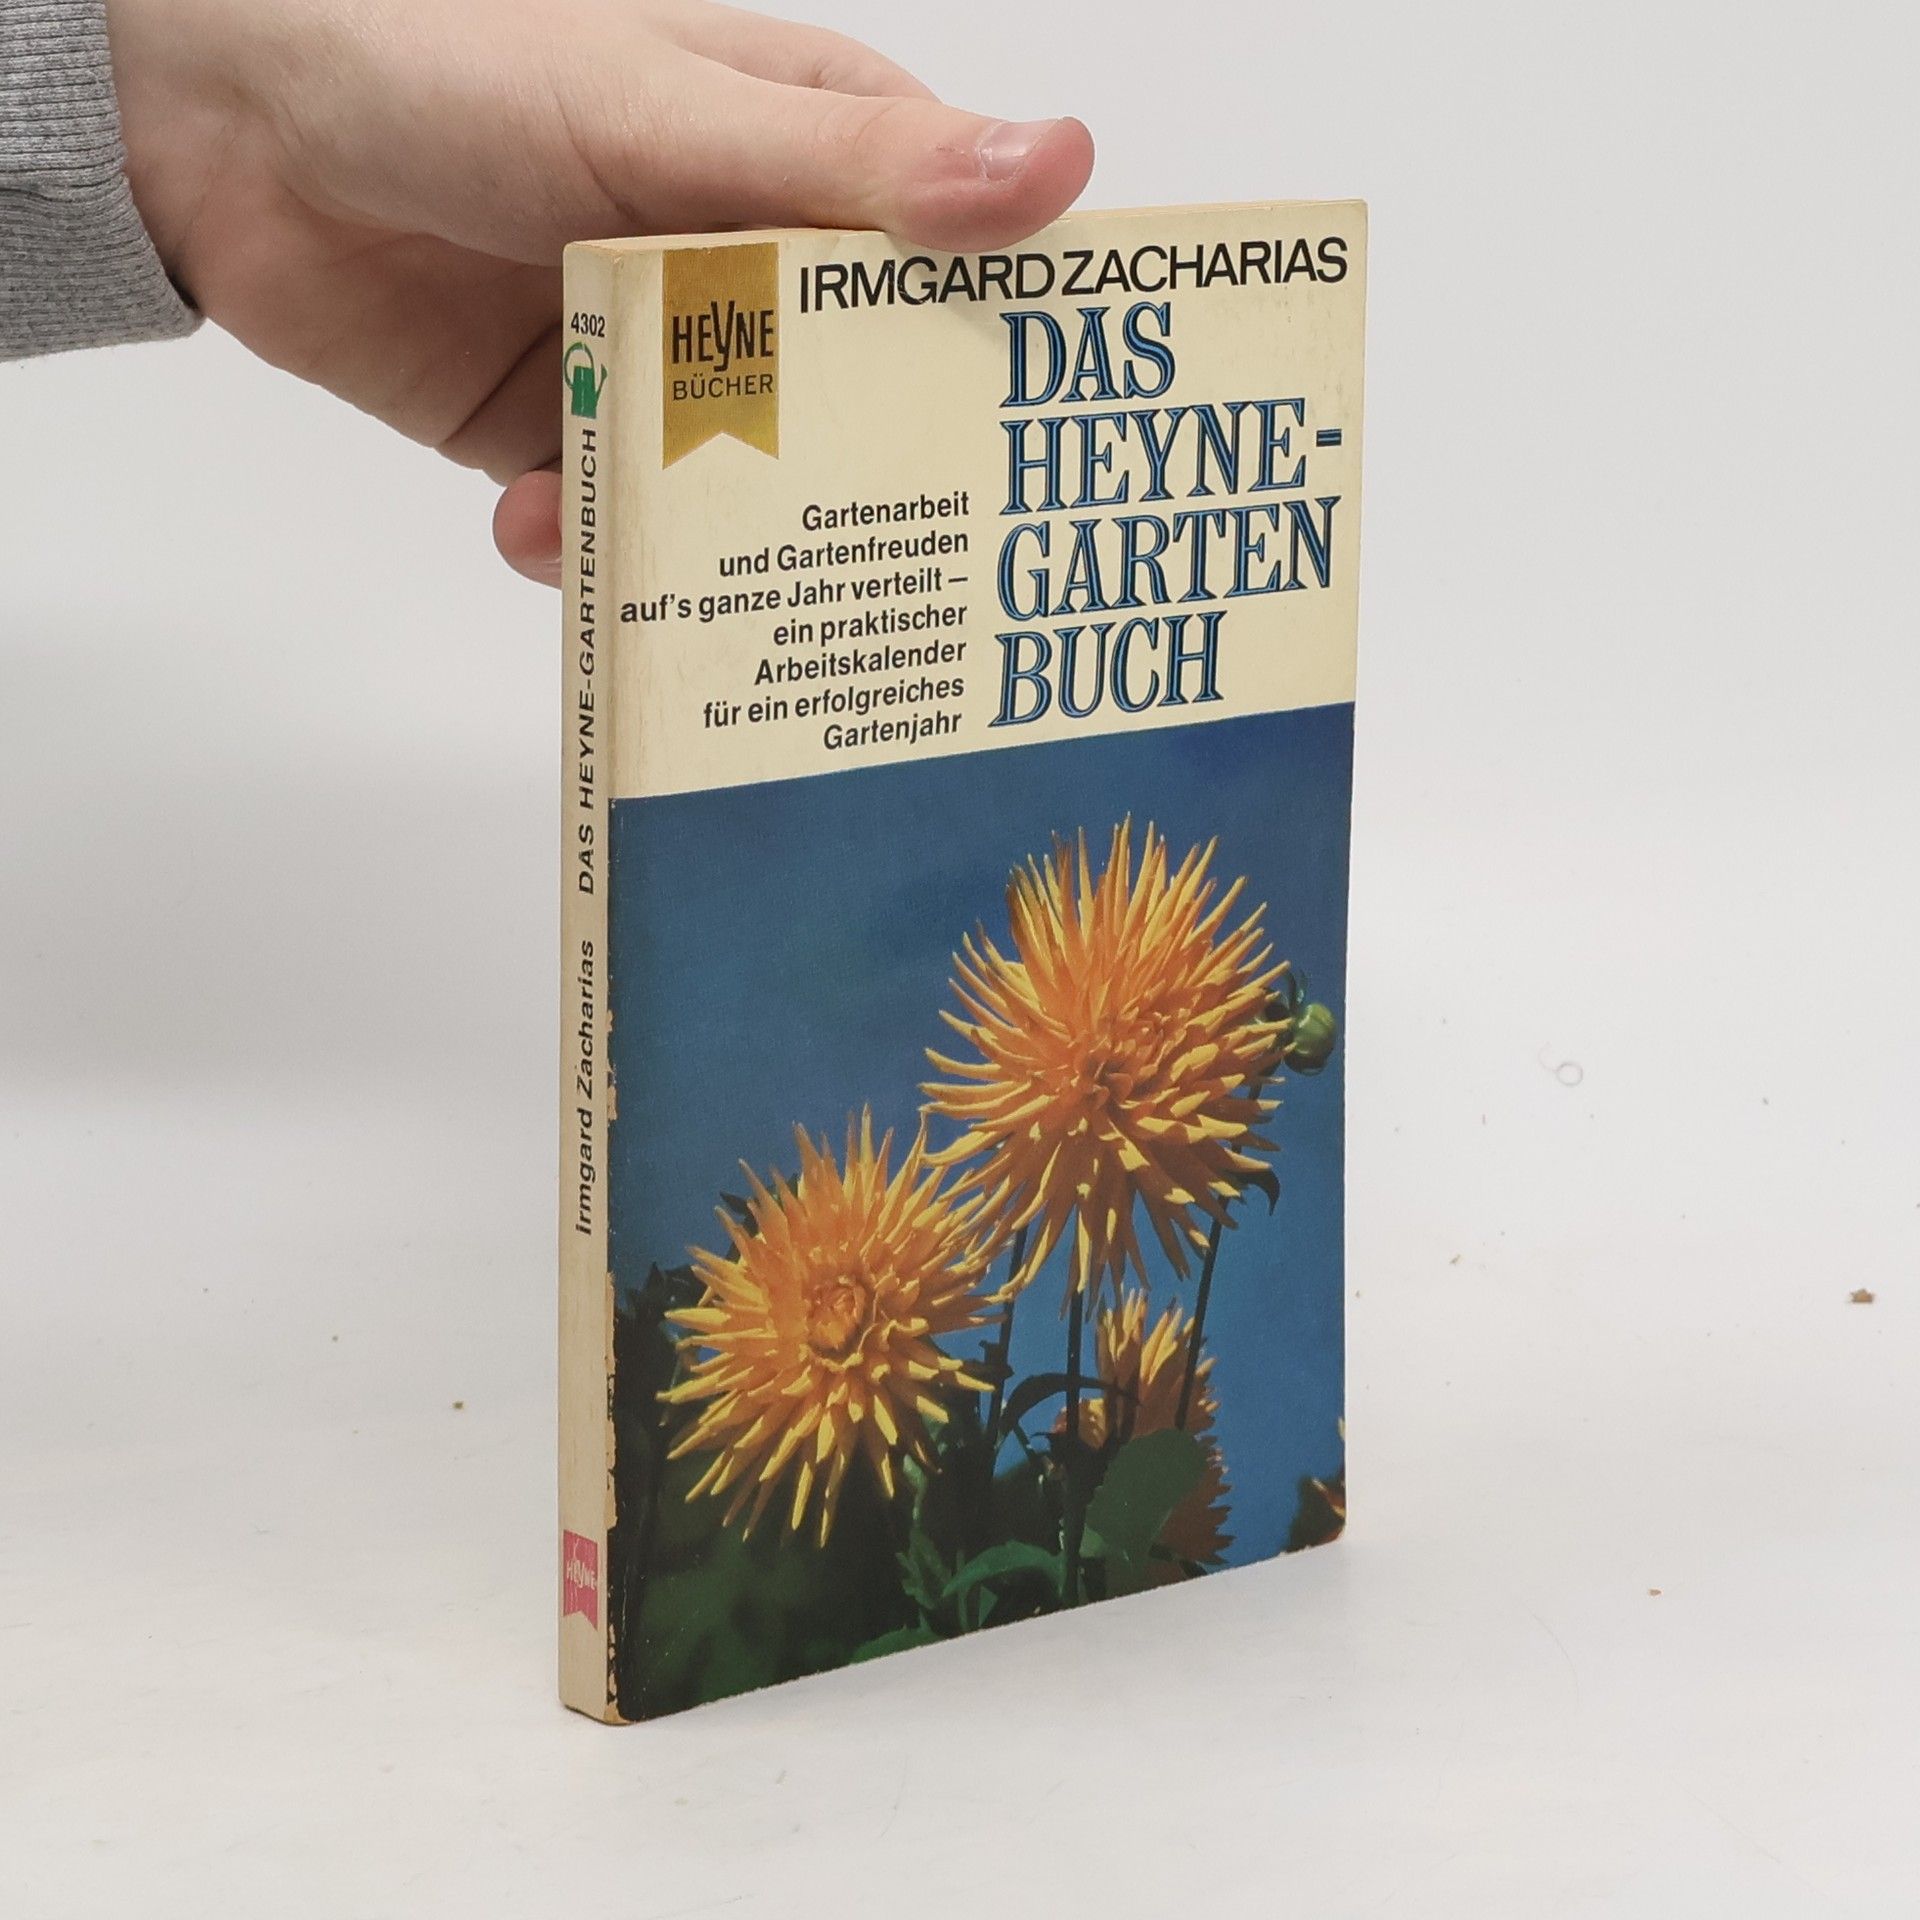 4302
DAS HEYNE-GARTENBUCH
Irmgard Zacharias
HEYNE
HEYNE
BÜCHER
IRMGARD ZACHARIAS
DAS
HEYNE-
GARTEN
BUCH
Gartenarbeit
und Gartenfreuden
auf's ganze Jahr verteilt –
ein praktischer
Arbeitskalender
für ein erfolgreiches
Gartenjahr